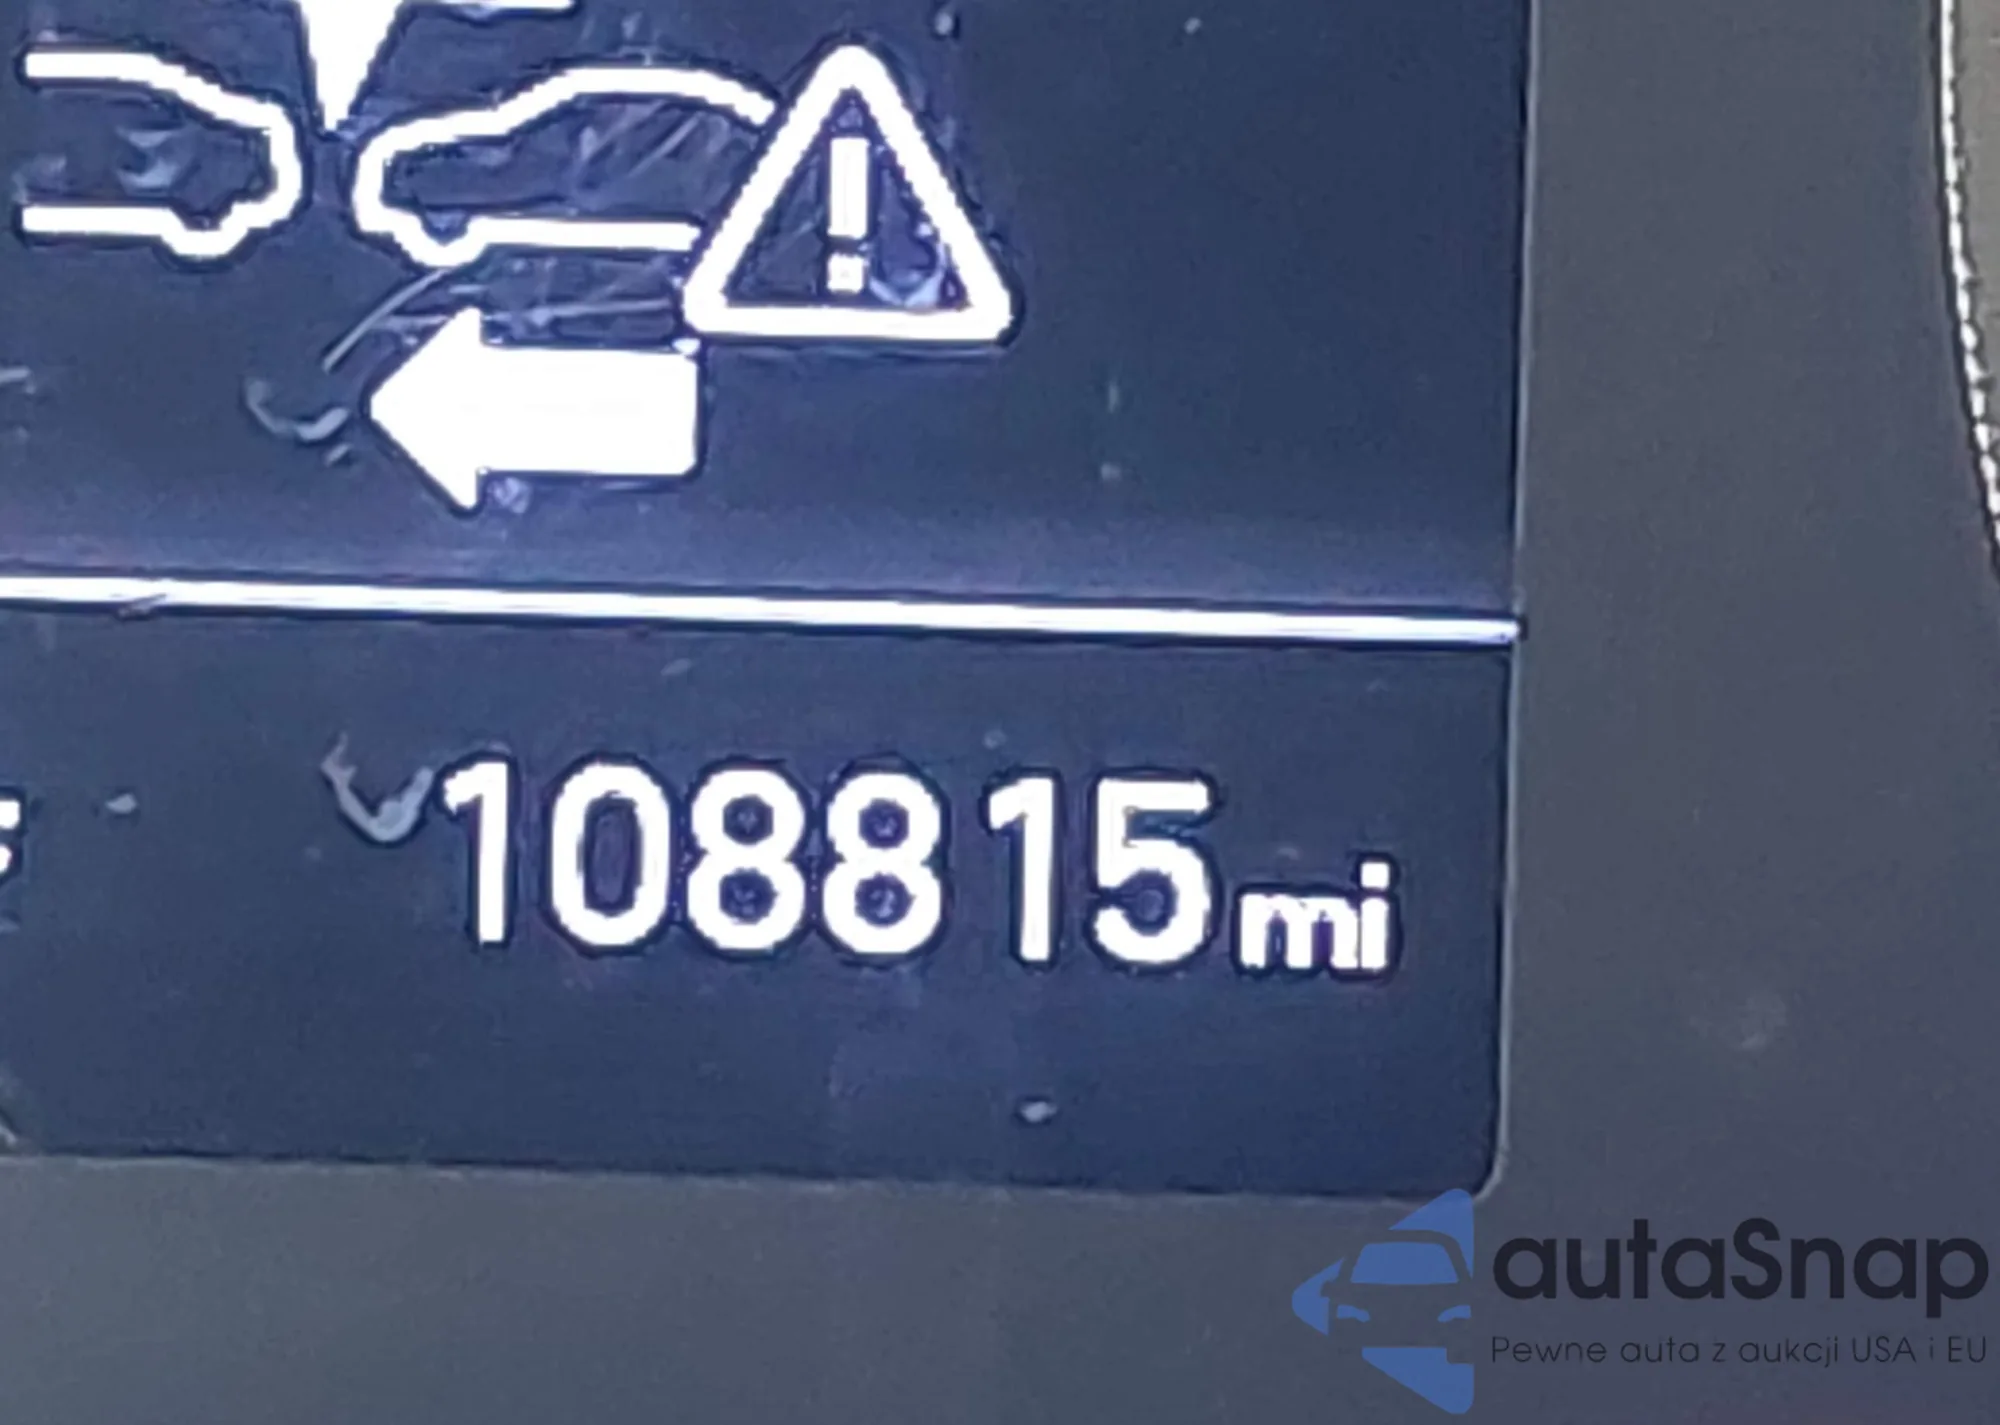 108815mi
autaSnap
Pewne auta z aukcji USA i EU